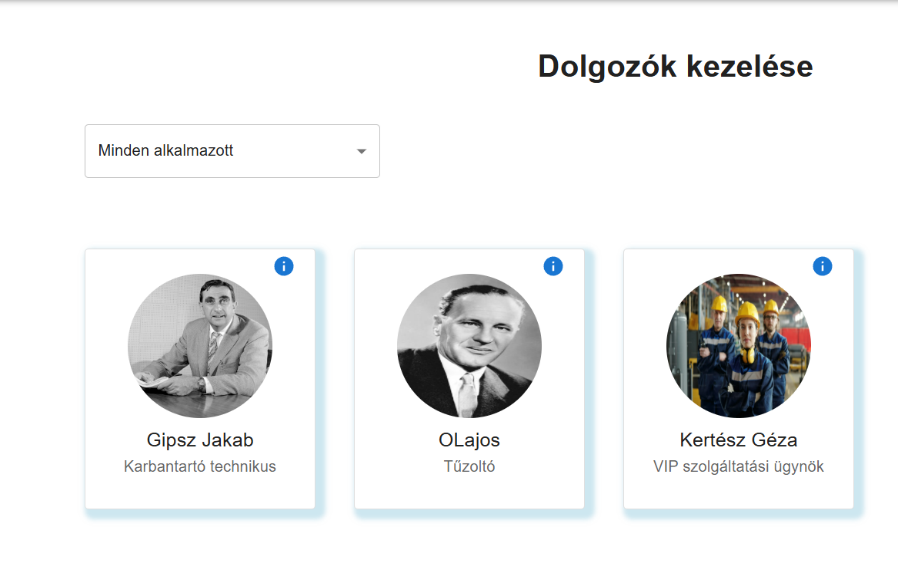 Dolgozók kezelése
Minden alkalmazott
Gipsz Jakab
Karbantartó technikus
OLajos
Tűzoltó
Kertész Géza
VIP szolgáltatási ügynök